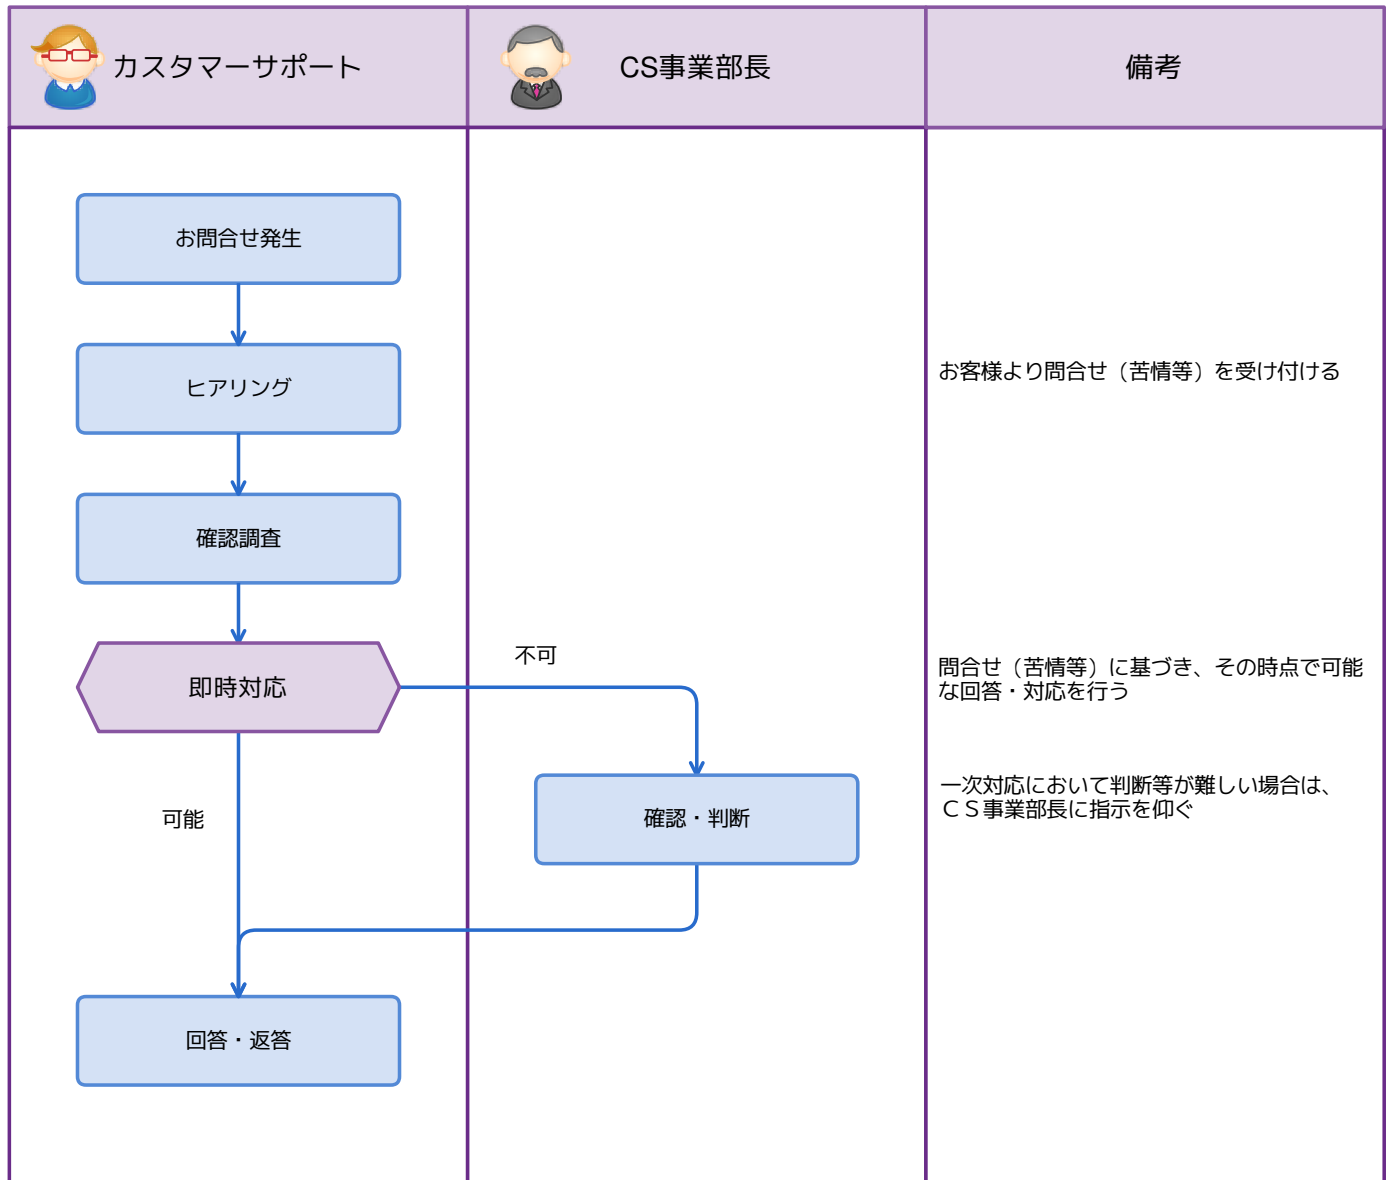 カスタマーサポート
CS事業部長
備考
お問合せ発生
ヒアリング
お客様より問合せ（苦情等）を受け付ける
確認調査
即時対応
不可
問合せ（苦情等）に基づき、その時点で可能
な回答・対応を行う
可能
確認・判断
一次対応において判断等が難しい場合は、
ＣＳ事業部長に指示を仰ぐ
回答・返答